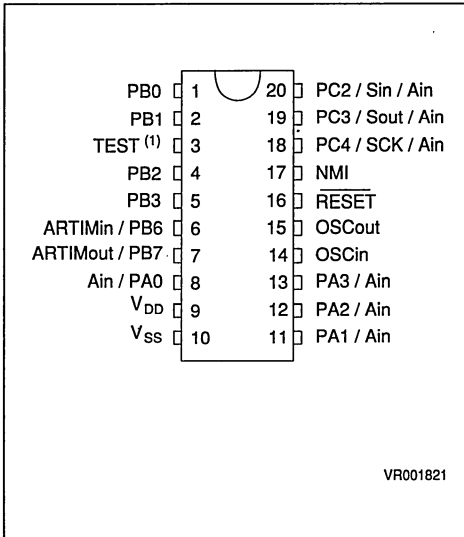 PB0 1 20 PC2 / Sin / Ain
PB1 2 19 PC3 / Sout / Ain
TEST (1) 3 18 PC4 / SCK / Ain
PB2 4 17 NMI
PB3 5 16 RESET
ARTIMin / PB6 6 15 OSCout
ARTIMout / PB7 7 14 OSCin
Ain / PA0 8 13 PA3 / Ain
VDD 9 12 PA2 / Ain
VSS 10 11 PA1 / Ain
VR001821